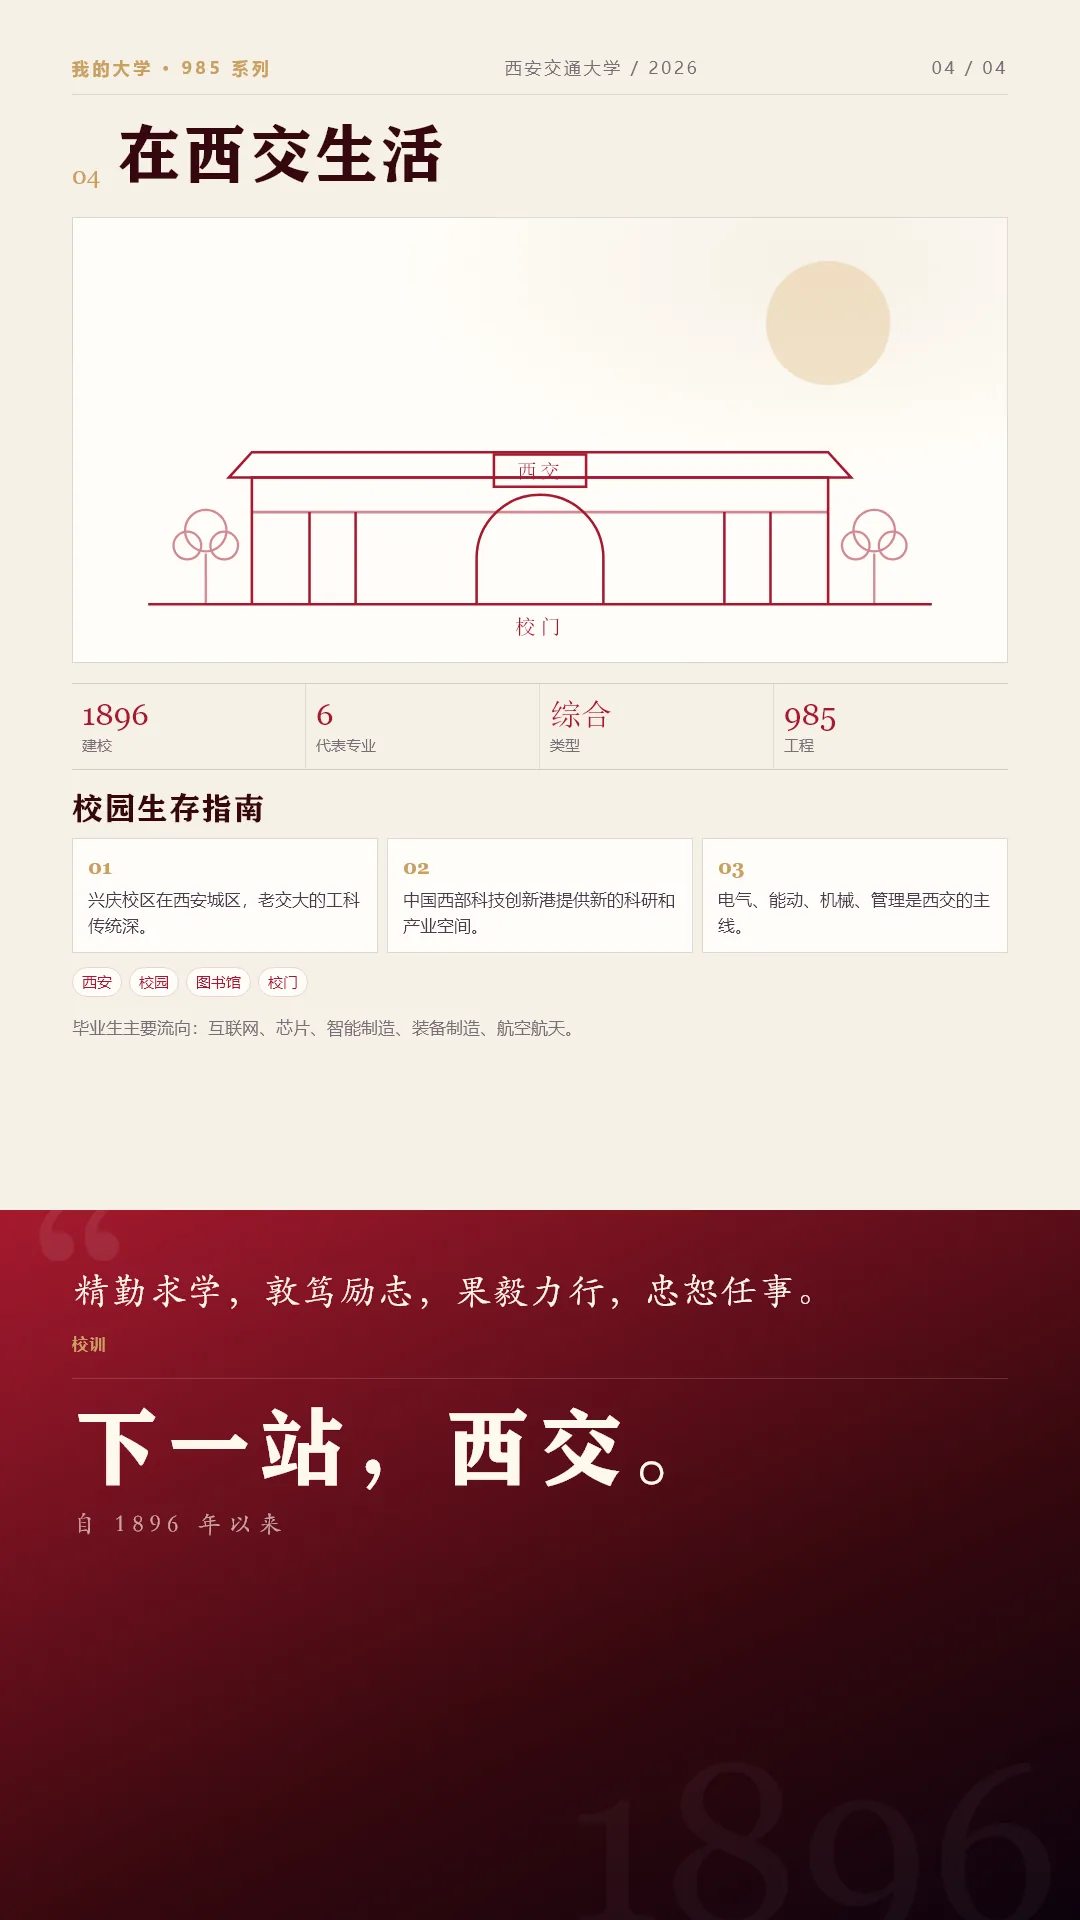 我的大学 • 985 系列
西安交通大学 / 2026
04 / 04
04 在西交生活
西交
校门
1896
建校
6
代表专业
综合
类型
985
工程
校园生存指南
01
兴庆校区在西安城区，老交大的工科
传统深。
02
中国西部科技创新港提供新的科研和
产业空间。
03
电气、能动、机械、管理是西交的主
线。
西安
校园
图书馆
校门
毕业生主要流向：互联网、芯片、智能制造、装备制造、航空航天。
“
精勤求学，敦笃励志，果毅力行，忠恕任事。
校训
下一站，西交。
自 1896 年以来
1896